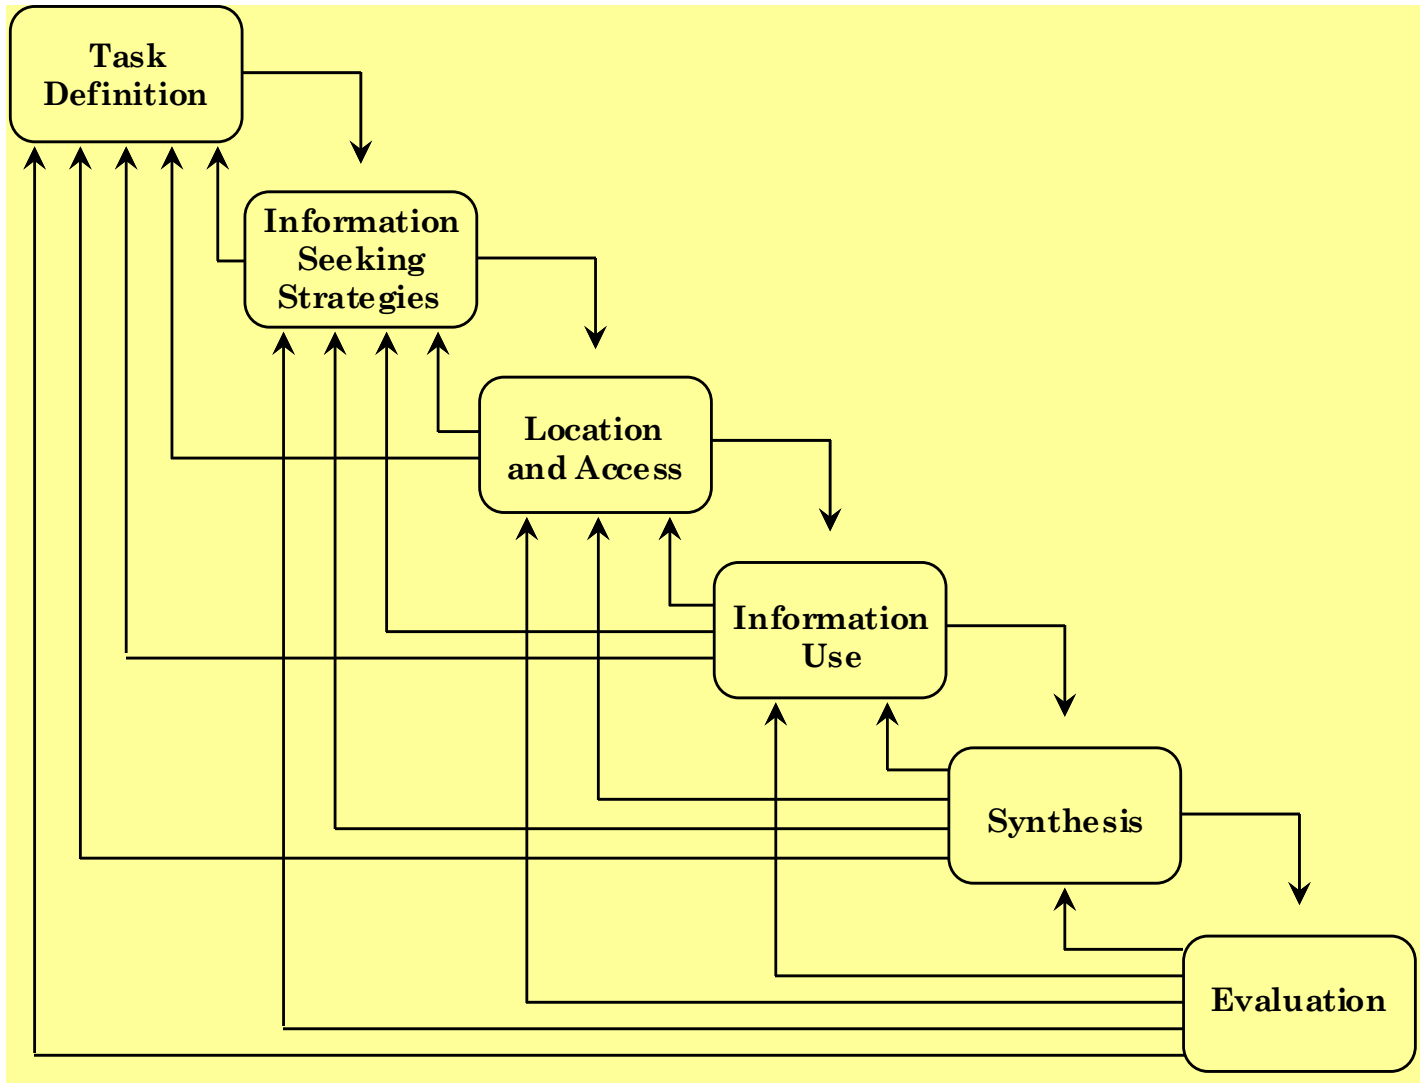 Task
Definition
Information
Seeking
Strategies
Location
and Access
Information
Use
Synthesis
Evaluation